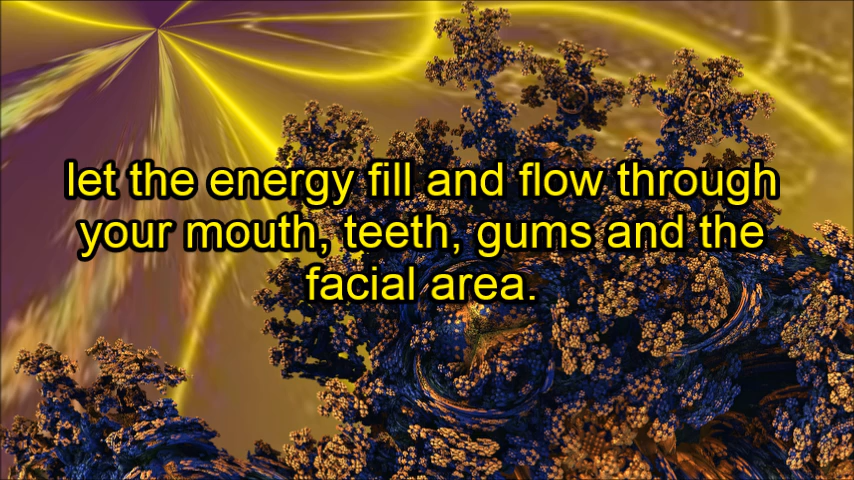 let the energy fill and flow through
your mouth, teeth, gums and the
facial area.